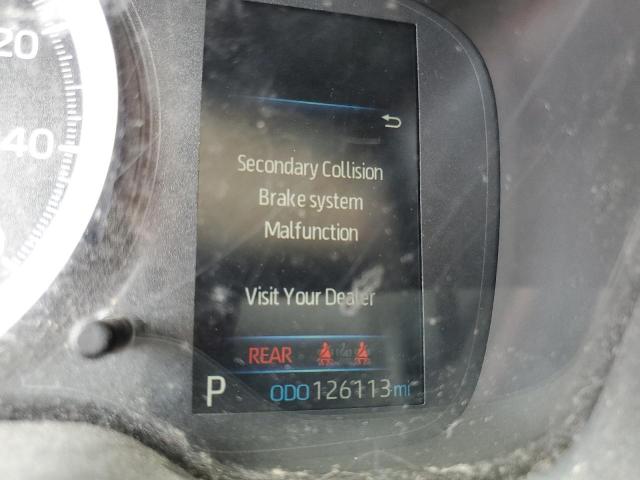 20
40
Secondary Collision
Brake system
Malfunction
Visit Your Dealer
REAR
P ODO 126113 mi